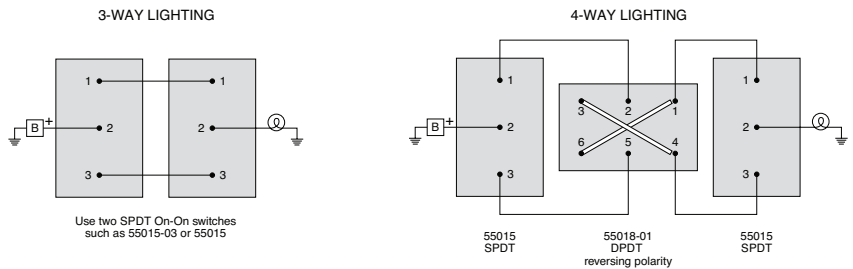 3-WAY LIGHTING
1 1
B + 2 2
3 3
Use two SPDT On-On switches
such as 55015-03 or 55015
4-WAY LIGHTING
1 1
3 2 1
B + 2 2
6 5 4
3 3
55015
SPDT
55018-01
DPDT
reversing polarity
55015
SPDT